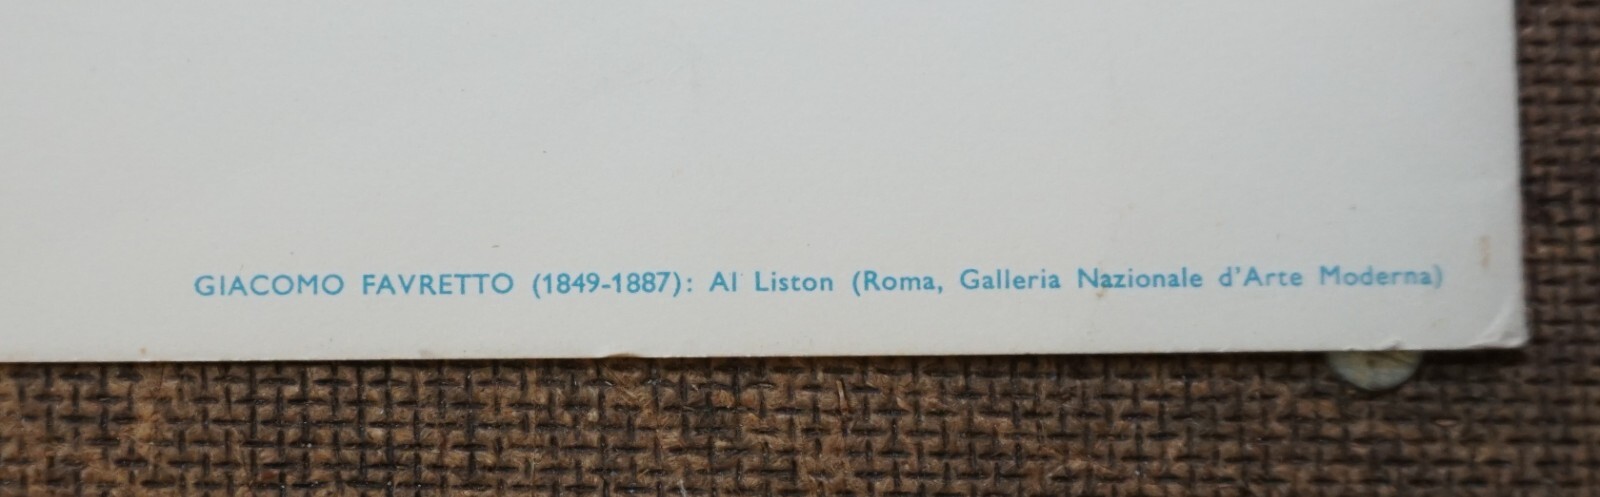 GIACOMO FAVRETTO (1849-1887): Al Liston (Roma, Galleria Nazionale d'Arte Moderna)